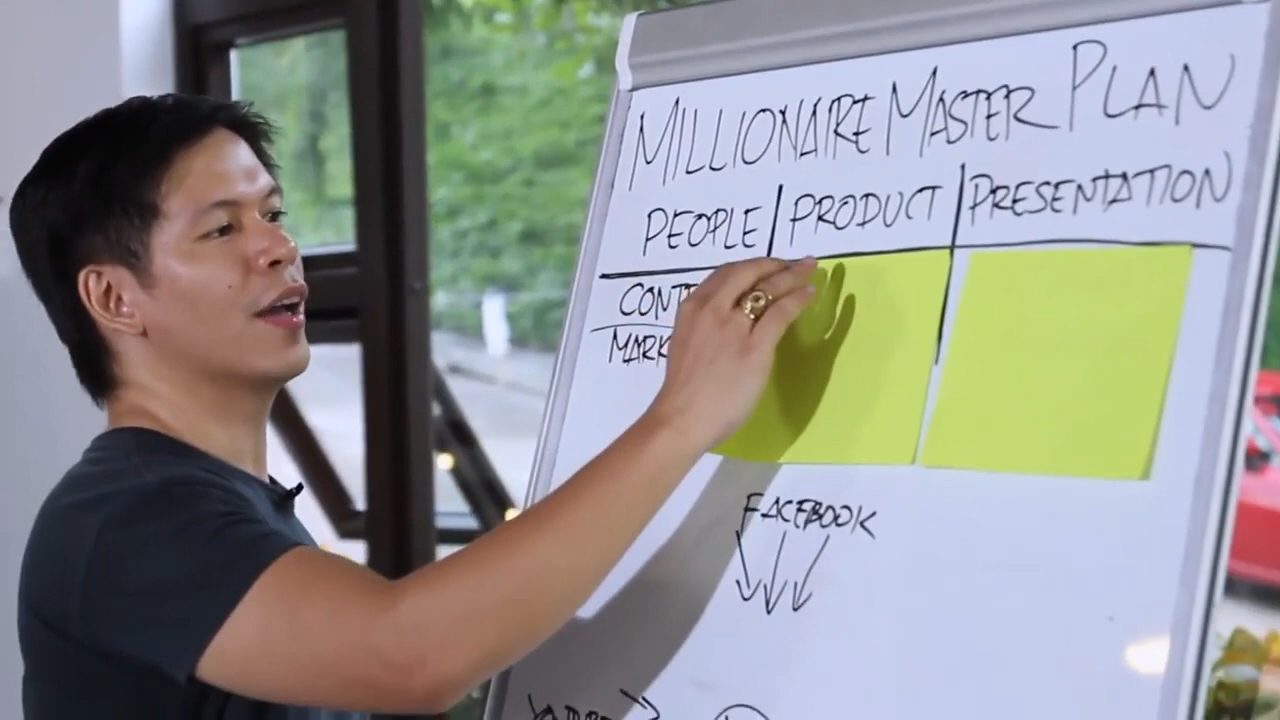 MILLIONAIRE MASTER PLAN
PEOPLE PRODUCT PRESENTATION
FACEBOOK